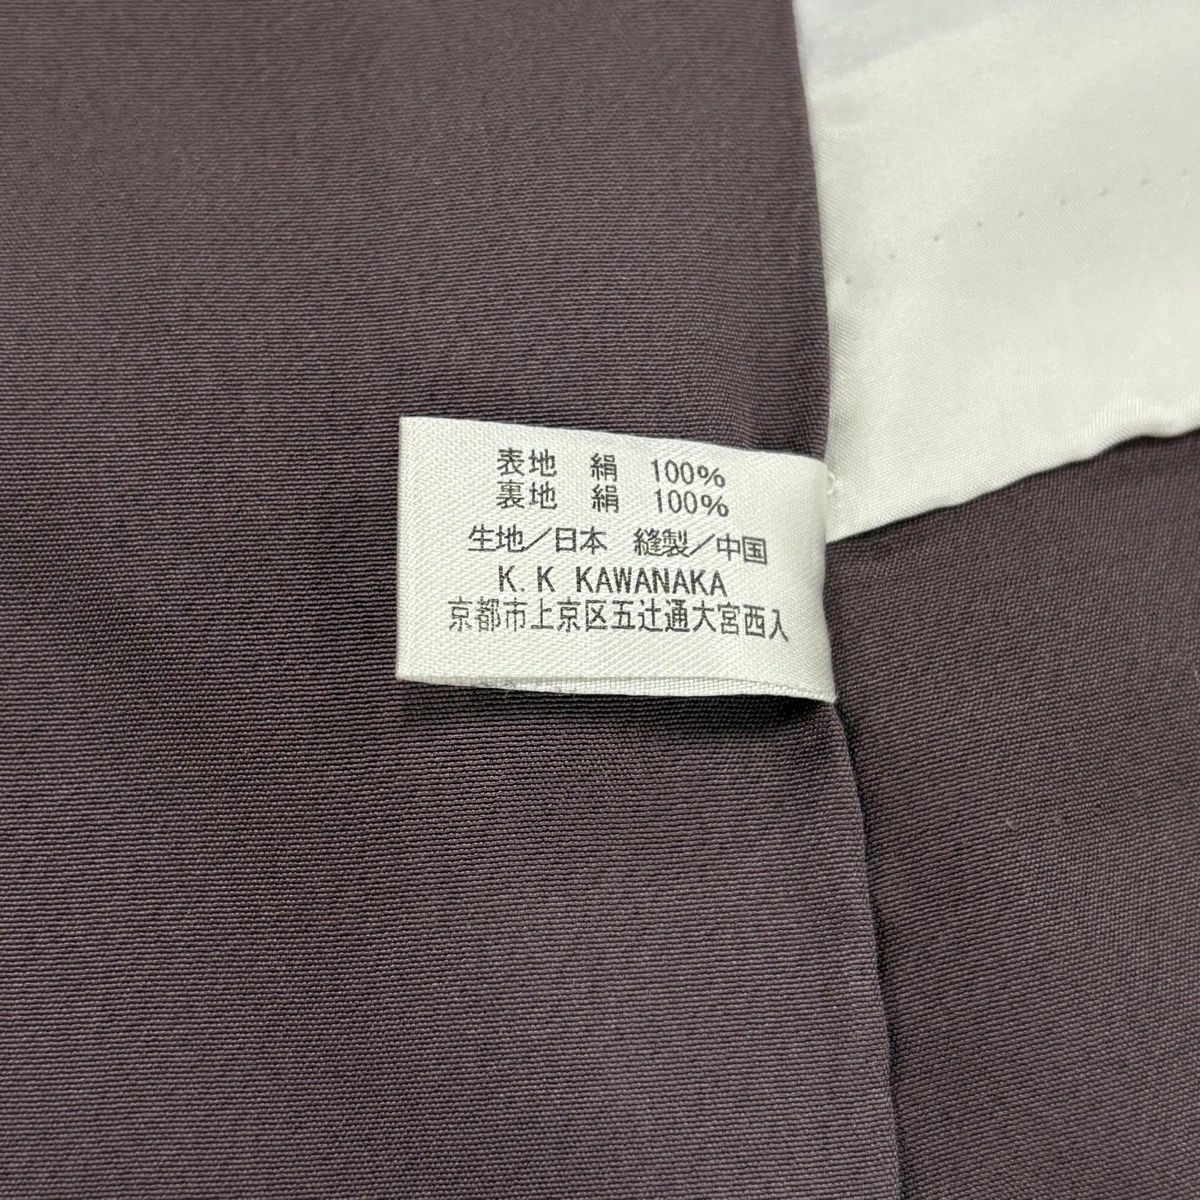 表地 絹 100%
裏地 絹 100%
生地/日本 縫製/中国
K.K KAWANAKA
京都市上京区五辻通大宮西入